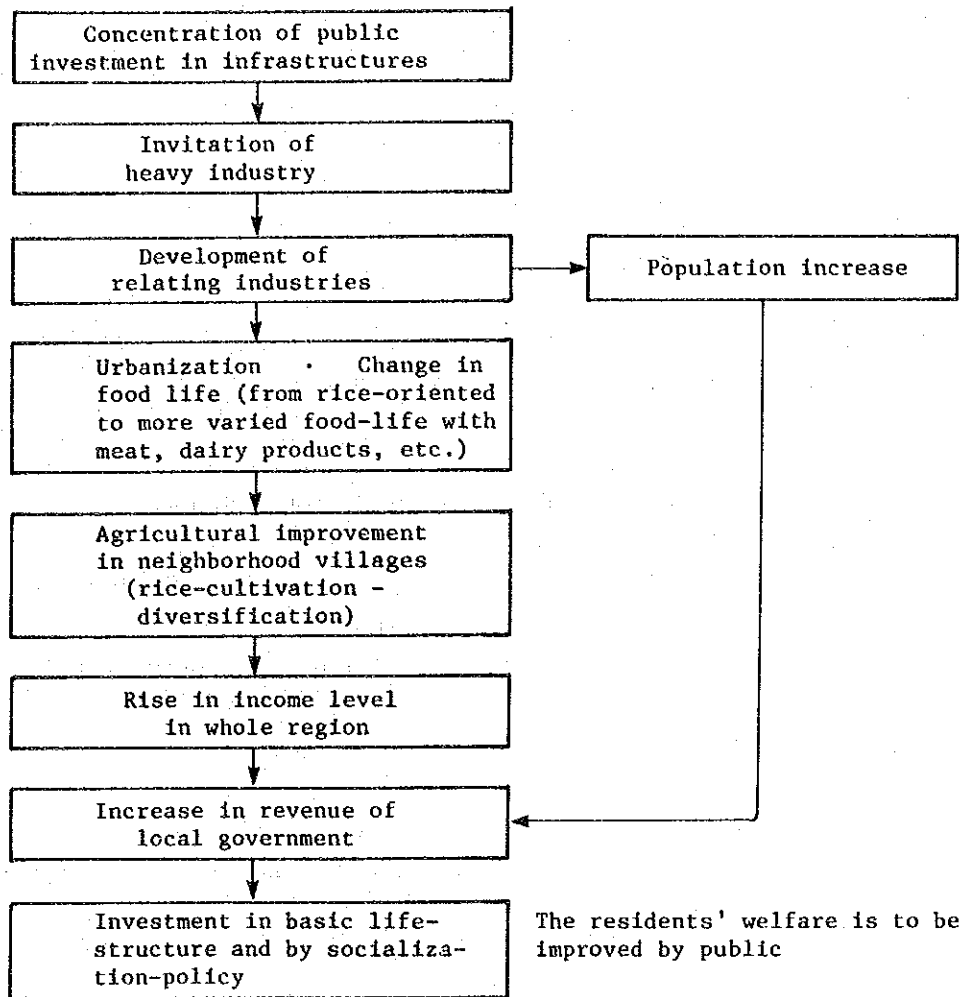 Concentration of public
investment in infrastructures
Invitation of
heavy industry
Development of
relating industries
Population increase
Urbanization · Change in
food life (from rice-oriented
to more varied food-life with
meat, dairy products, etc.)
Agricultural improvement
in neighborhood villages
(rice-cultivation -
diversification)
Rise in income level
in whole region
Increase in revenue of
local government
Investment in basic life-
structure and by socializa-
tion-policy
The residents' welfare is to be
improved by public